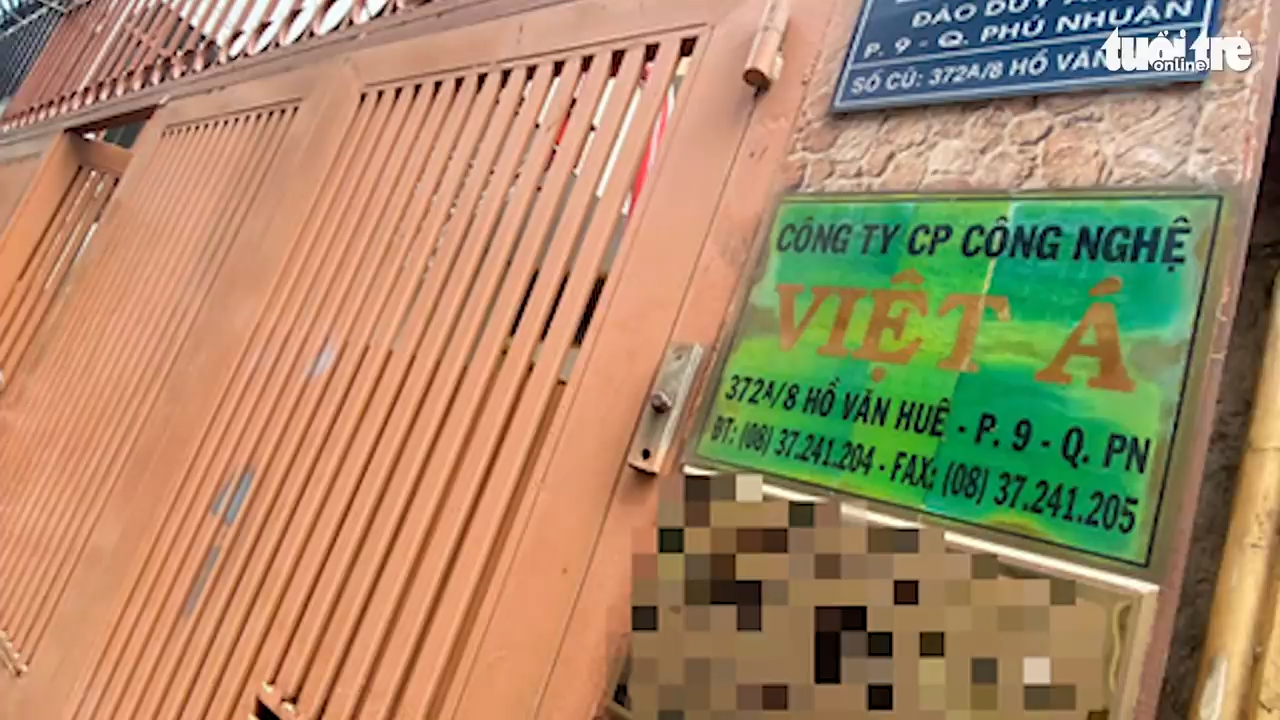 ĐÀO DUY
P. 9 - Q. PHÚ NHUẬN
SỐ CŨ: 372A/8 HỒ VĂN
tuổi trẻ
online
CÔNG TY CP CÔNG NGHỆ
VIỆT Á
372A/8 HỒ VĂN HUÊ - P. 9 - Q. PN
ĐT: (08) 37.241.204 - FAX: (08) 37.241.205